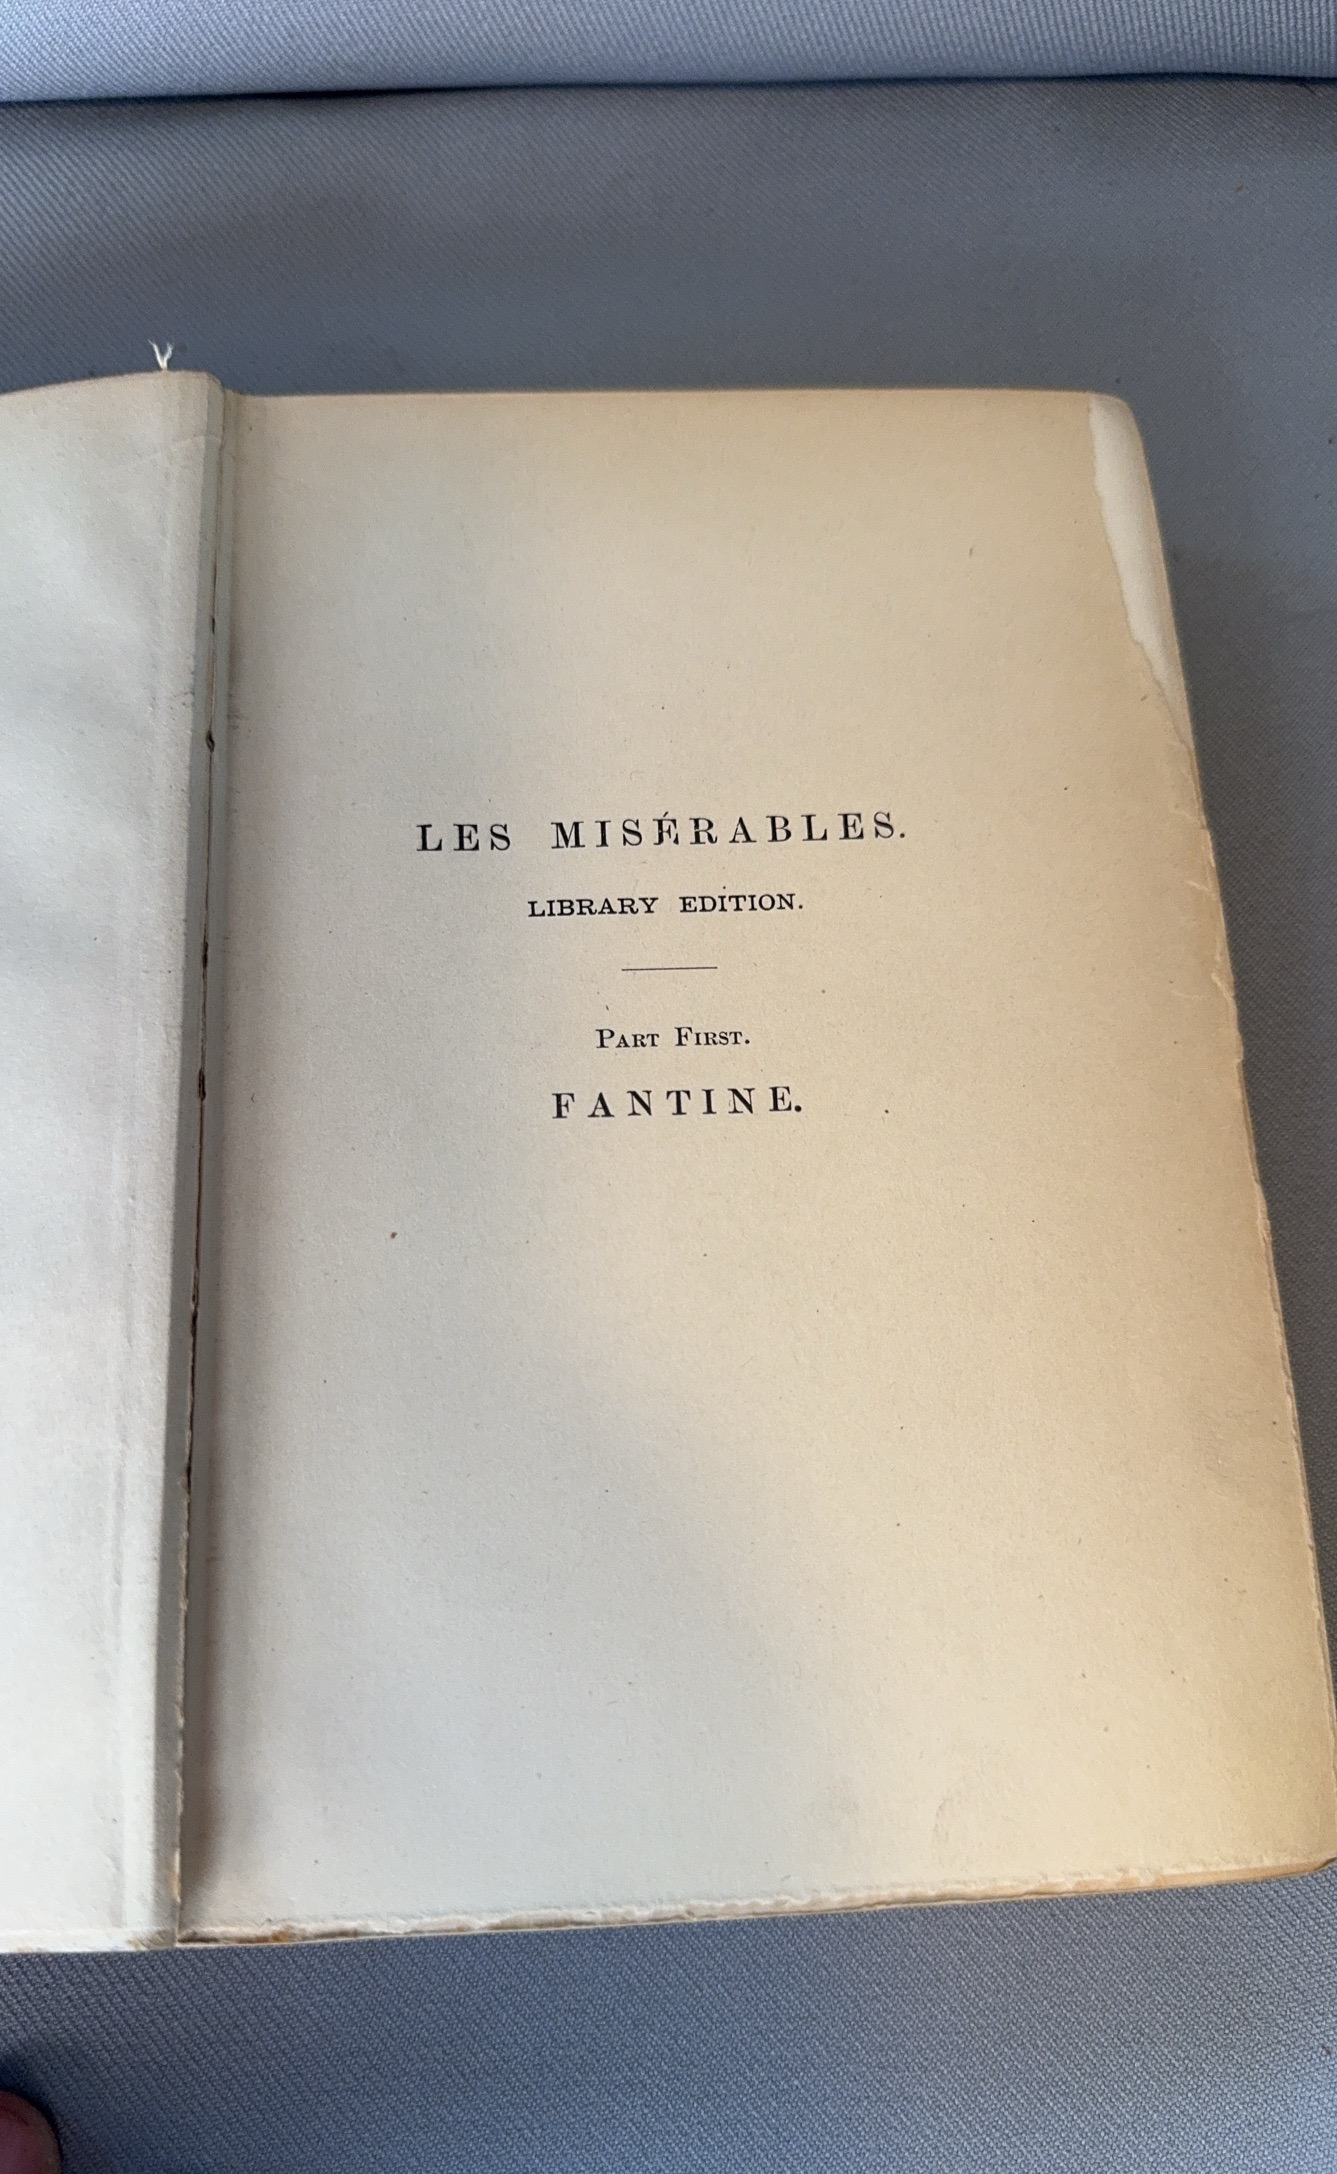 LES MISÉRABLES.
LIBRARY EDITION.
PART FIRST.
FANTINE.